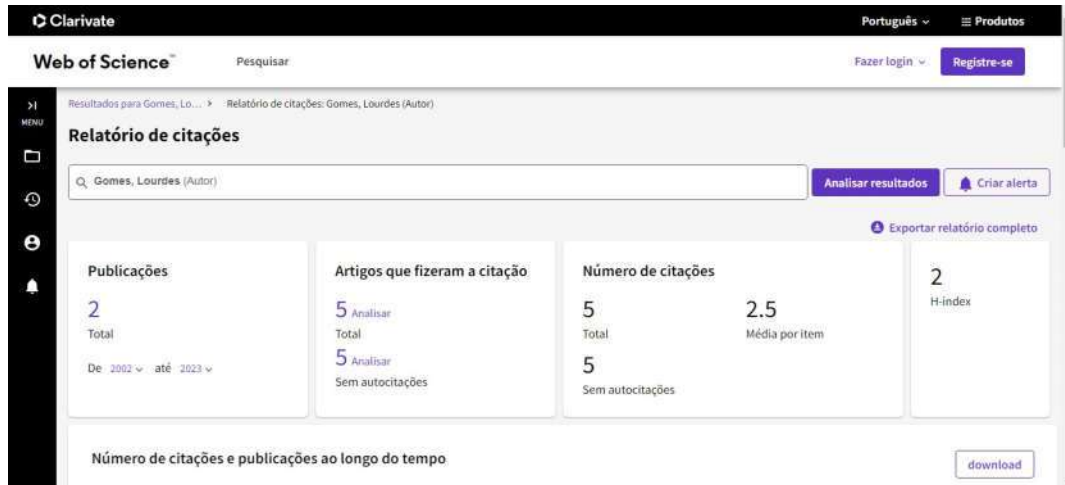 Clarivate
Português
Produtos
Web of Science™
Pesquisar
Fazer login
Registre-se
MENU
Resultados para Gomes, Lo... > Relatório de citações: Gomes, Lourdes (Autor)
Relatório de citações
Gomes, Lourdes (Autor)
Analisar resultados
Criar alerta
Exportar relatório completo
Publicações
2
Total
De 2002 até 2023
Artigos que fizeram a citação
5 Analisar
Total
5 Analisar
Sem autocitações
Número de citações
5
Total
2.5
Média por item
5
Sem autocitações
2
H-index
Número de citações e publicações ao longo do tempo
download